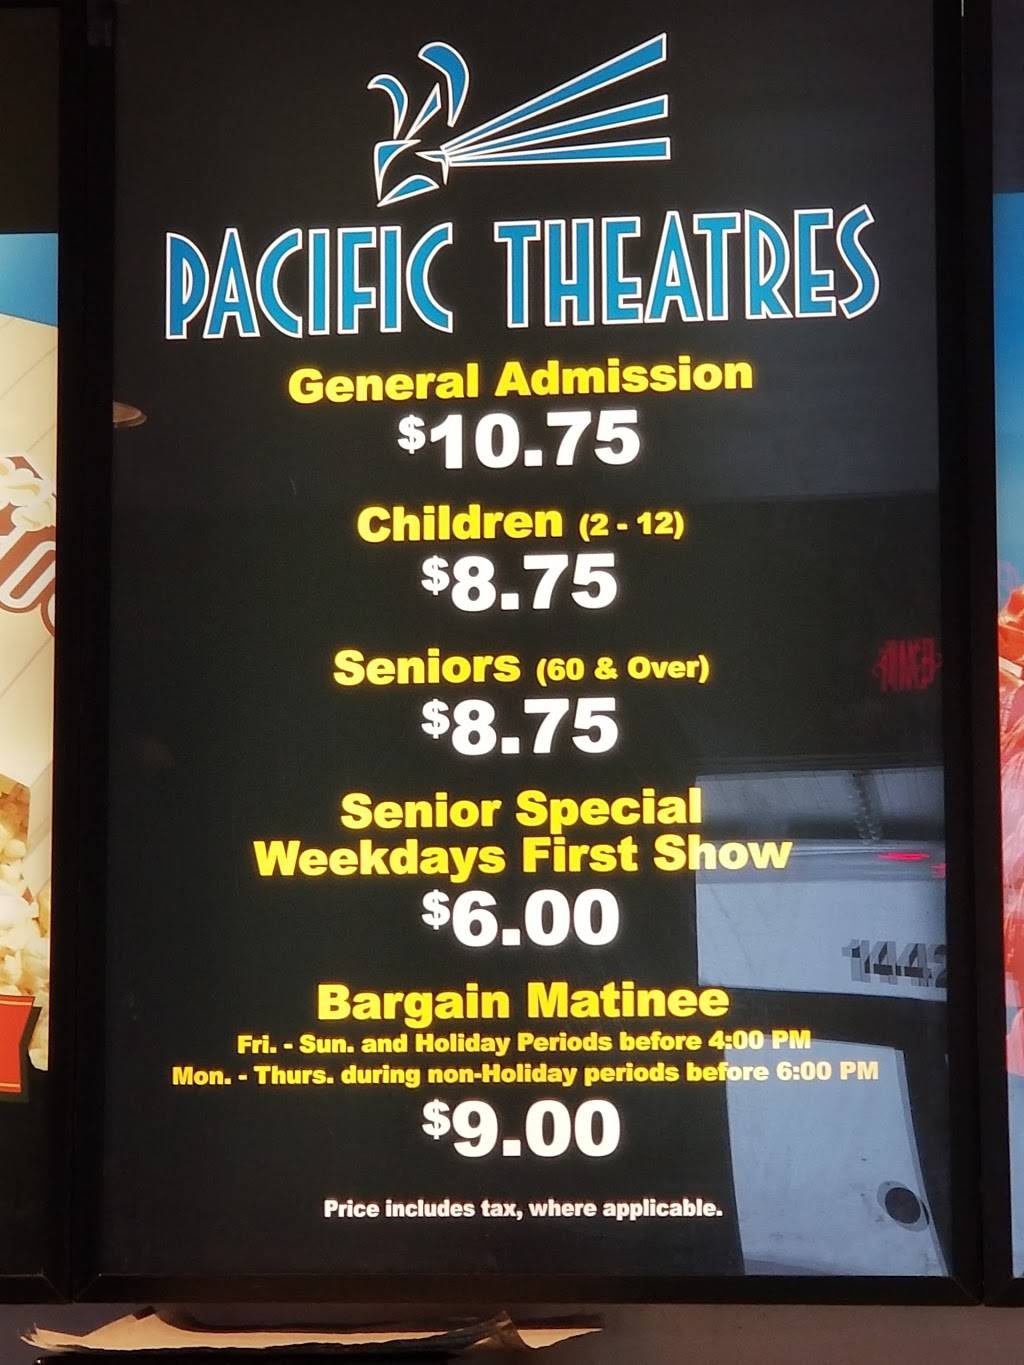 PACIFIC THEATRES
General Admission
$10.75
Children (2 - 12)
$8.75
Seniors (60 & Over)
$8.75
Senior Special
Weekdays First Show
$6.00
Bargain Matinee
Fri. - Sun. and Holiday Periods before 4:00 PM
Mon. - Thurs. during non-Holiday periods before 6:00 PM
$9.00
Price includes tax, where applicable.